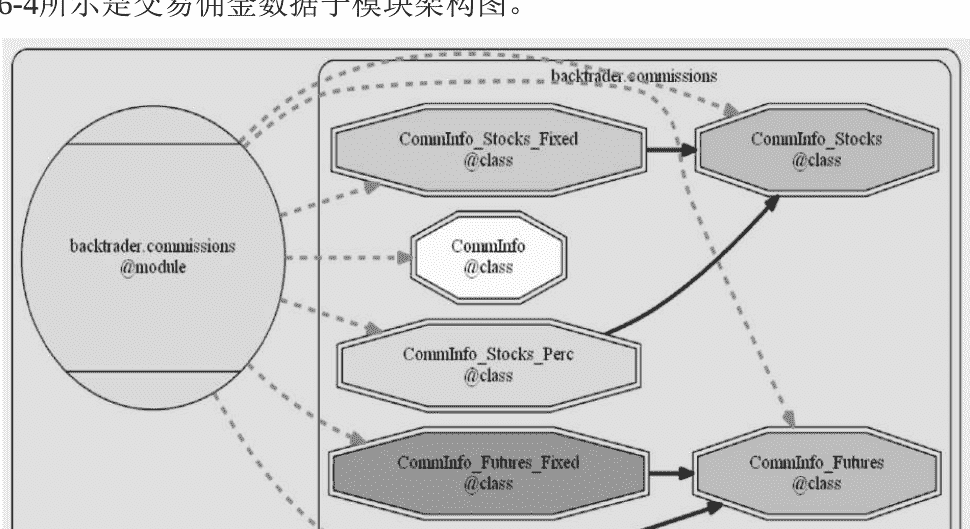 6-4所示是交易佣金数据子模块架构图。
backtrader.commissions
CommInfo_Stocks_Fixed
@class
CommInfo_Stocks
@class
backtrader.commissions
@module
CommInfo
@class
CommInfo_Stocks_Perc
@class
CommInfo_Futures_Fixed
@class
CommInfo_Futures
@class